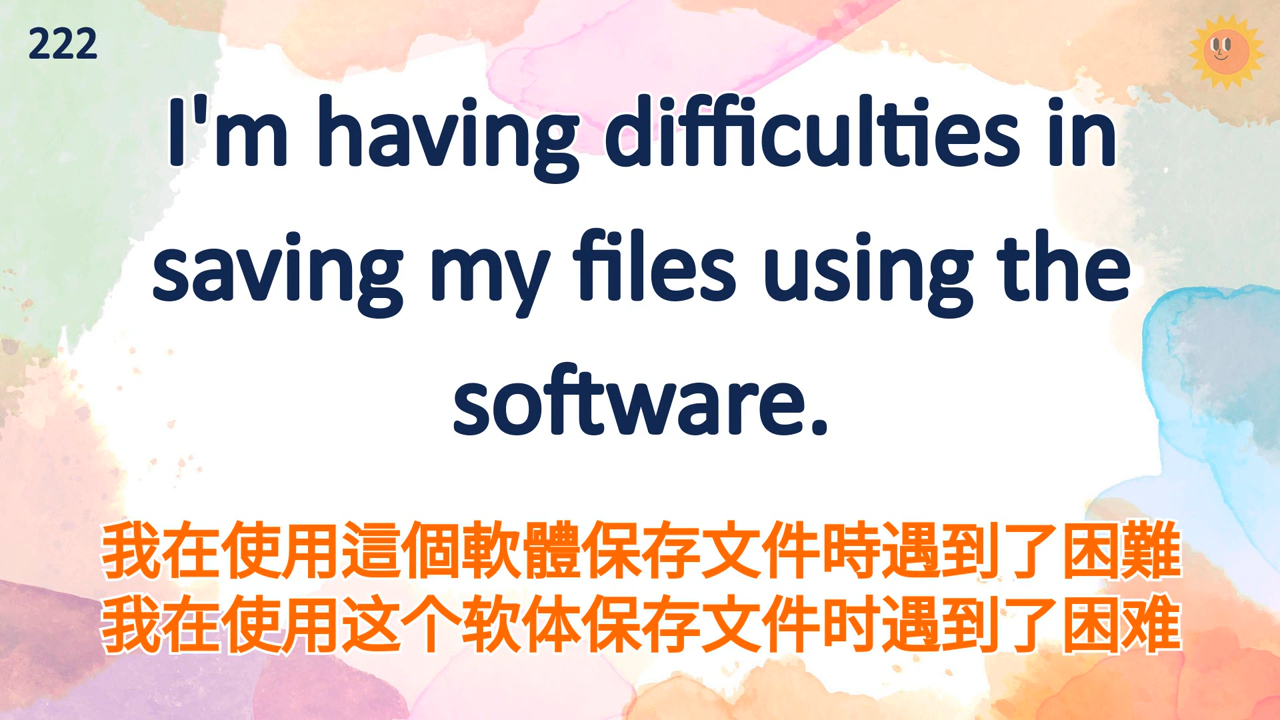 222
I'm having difficulties in
saving my files using the
software.
我在使用這個軟體保存文件時遇到了困難
我在使用这个软体保存文件时遇到了困难